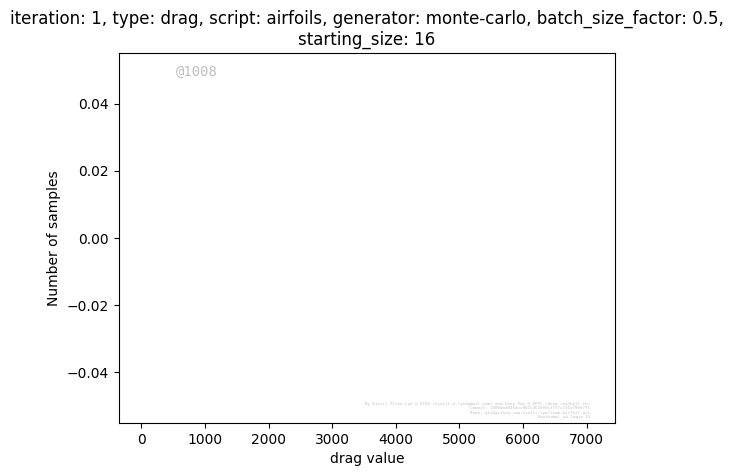 iteration: 1, type: drag, script: airfoils, generator: monte-carlo, batch_size_factor: 0.5,
starting_size: 16
@1008
0.04
0.02
0.00
−0.02
−0.04
Number of samples
0 1000 2000 3000 4000 5000 6000 7000
drag value